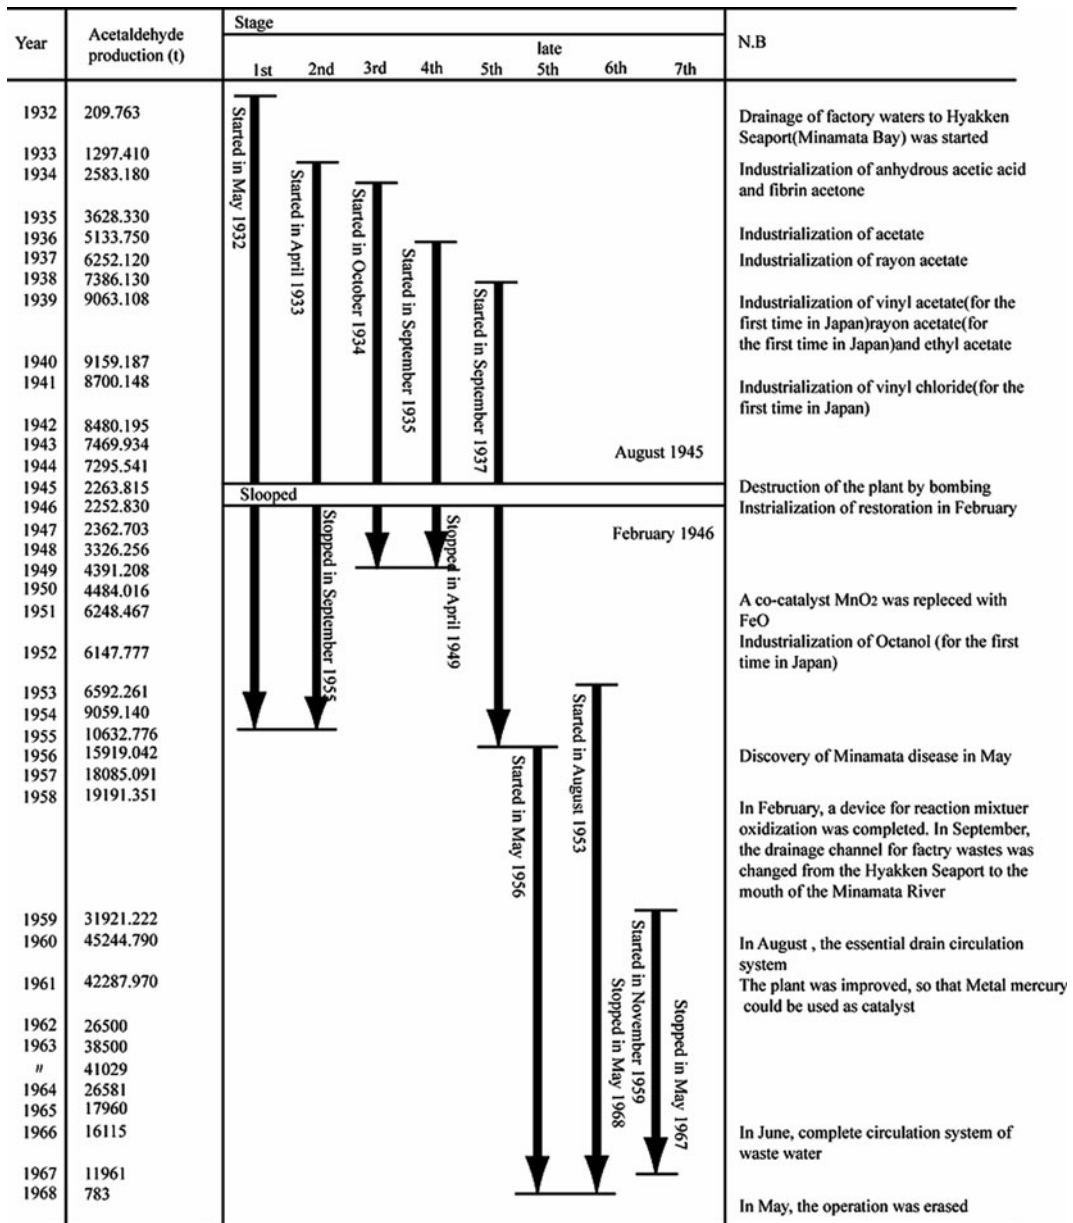 Year
Acetaldehyde
production (t)
Stage
N.B
1st
2nd
3rd
4th
5th
late
5th
6th
7th
1932 209.763
Drainage of factory waters to Hyakken
Seaport(Minamata Bay) was started
1933 1297.410
1934 2583.180
Industrialization of anhydrous acetic acid
and fibrin acetone
1935 3628.330
1936 5133.750
Industrialization of acetate
1937 6252.120
Industrialization of rayon acetate
1938 7386.130
1939 9063.108
Industrialization of vinyl acetate(for the
first time in Japan)rayon acetate(for
the first time in Japan)and ethyl acetate
1940 9159.187
1941 8700.148
Industrialization of vinyl chloride(for the
first time in Japan)
1942 8480.195
1943 7469.934
1944 7295.541
1945 2263.815
Destruction of the plant by bombing
1946 2252.830
Instrialization of restoration in February
1947 2362.703
1948 3326.256
1949 4391.208
1950 4484.016
1951 6248.467
A co-catalyst MnO2 was repleced with
FeO
Industrialization of Octanol (for the first
time in Japan)
1952 6147.777
1953 6592.261
1954 9059.140
1955 10632.776
1956 15919.042
Discovery of Minamata disease in May
1957 18085.091
1958 19191.351
In February, a device for reaction mixtuer
oxidization was completed. In September,
the drainage channel for factry wastes was
changed from the Hyakken Seaport to the
mouth of the Minamata River
1959 31921.222
1960 45244.790
In August , the essential drain circulation
system
1961 42287.970
The plant was improved, so that Metal mercury
could be used as catalyst
1962 26500
1963 38500
〃 41029
1964 26581
1965 17960
1966 16115
In June, complete circulation system of
waste water
1967 11961
1968 783
In May, the operation was erased
Started in May 1932
Started in April 1933
Started in October 1934
Started in September 1935
Started in September 1937
August 1945
Slooped
February 1946
Stopped in September 1955
Stopped in April 1949
Started in May 1956
Started in August 1953
Stopped in May 1968
Started in November 1959
Stopped in May 1967